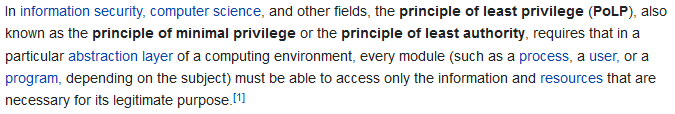 In information security, computer science, and other fields, the principle of least privilege (PoLP), also
known as the principle of minimal privilege or the principle of least authority, requires that in a
particular abstraction layer of a computing environment, every module (such as a process, a user, or a
program, depending on the subject) must be able to access only the information and resources that are
necessary for its legitimate purpose.[1]